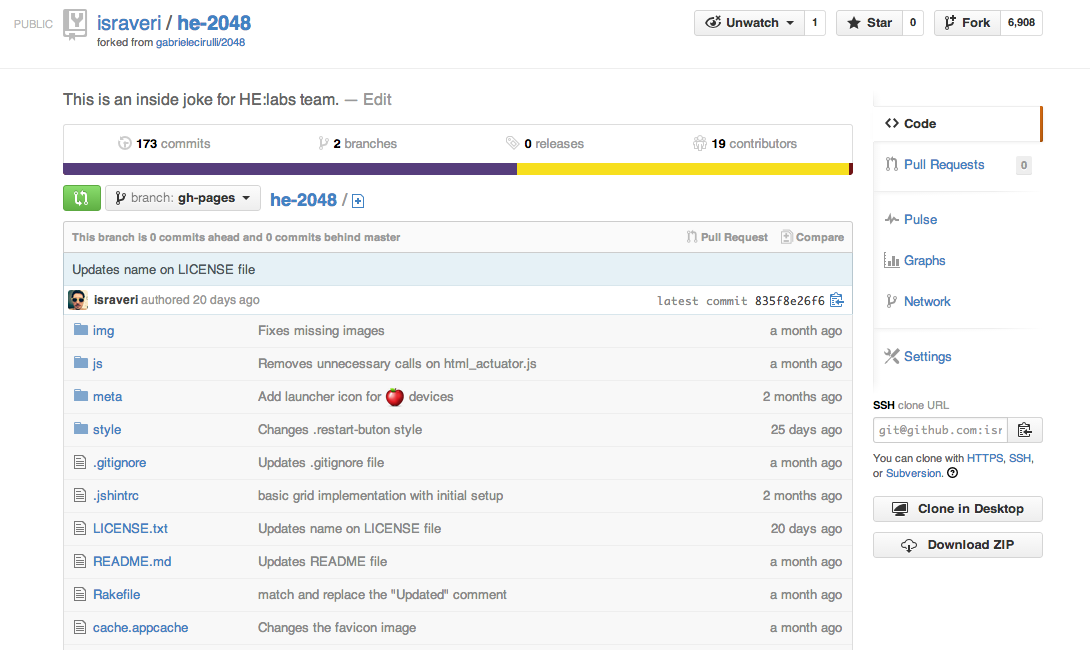 PUBLIC israveri / he-2048
forked from gabrielecirulli/2048
Unwatch 1 Star 0 Fork 6,908
This is an inside joke for HE:labs team. — Edit
173 commits 2 branches 0 releases 19 contributors
branch: gh-pages he-2048 /
This branch is 0 commits ahead and 0 commits behind master Pull Request Compare
Updates name on LICENSE file
israveri authored 20 days ago latest commit 835f8e26f6
img Fixes missing images a month ago
js Removes unnecessary calls on html_actuator.js a month ago
meta Add launcher icon for devices 2 months ago
style Changes .restart-buton style 25 days ago
.gitignore Updates .gitignore file a month ago
.jshintrc basic grid implementation with initial setup 2 months ago
LICENSE.txt Updates name on LICENSE file 20 days ago
README.md Updates README file a month ago
Rakefile match and replace the "Updated" comment a month ago
cache.appcache Changes the favicon image a month ago
Code
Pull Requests 0
Pulse
Graphs
Network
Settings
SSH clone URL
git@github.com:isr
You can clone with HTTPS, SSH,
or Subversion.
Clone in Desktop
Download ZIP